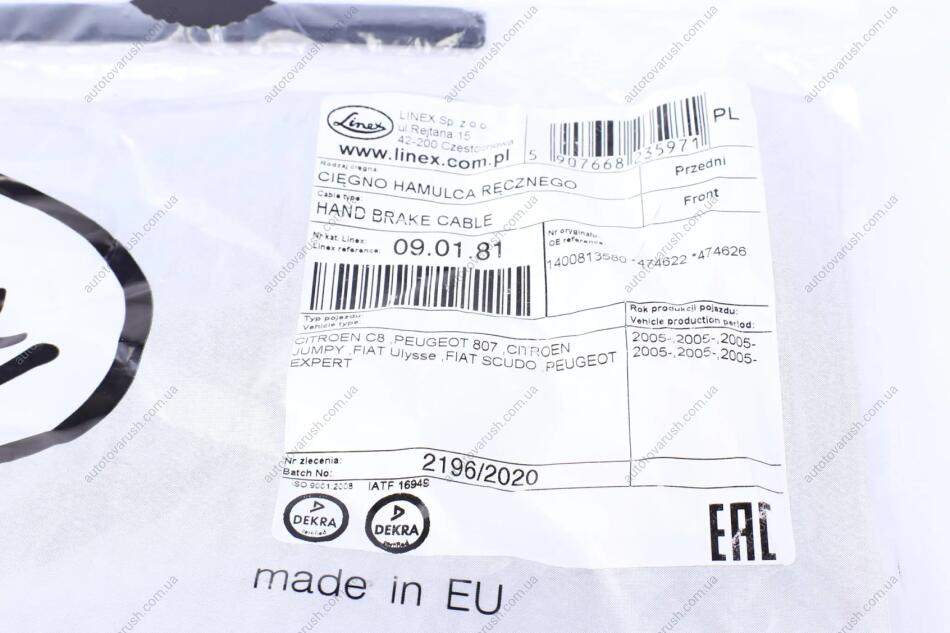 Linex
LINEX Sp. z o.o.
ul.Rejtana 15
42-200 Czestochowa
www.linex.com.pl
5 907668 235971
PL
Rodzaj cięgna:
CIĘGNO HAMULCA RĘCZNEGO
Przedni
Cable type:
HAND BRAKE CABLE
Front
Nr kat. Linex:
Linex reference:
09.01.81
Nr oryginału:
OE reference:
1400813580 *474622 *474626
Typ pojazdu:
Vehicle type:
Rok produkcji pojazdu:
Vehicle production period:
CITROEN C8 ,PEUGEOT 807 ,CITROEN
JUMPY ,FIAT Ulysse ,FIAT SCUDO ,PEUGEOT
EXPERT
2005-,2005-,2005-
2005-,2005-,2005-
Nr zlecenia:
Batch No:
2196/2020
ISO 9001:2008
IATF 16949
DEKRA
certified
DEKRA
certified
EAC
made in EU
autotovarush.com.ua